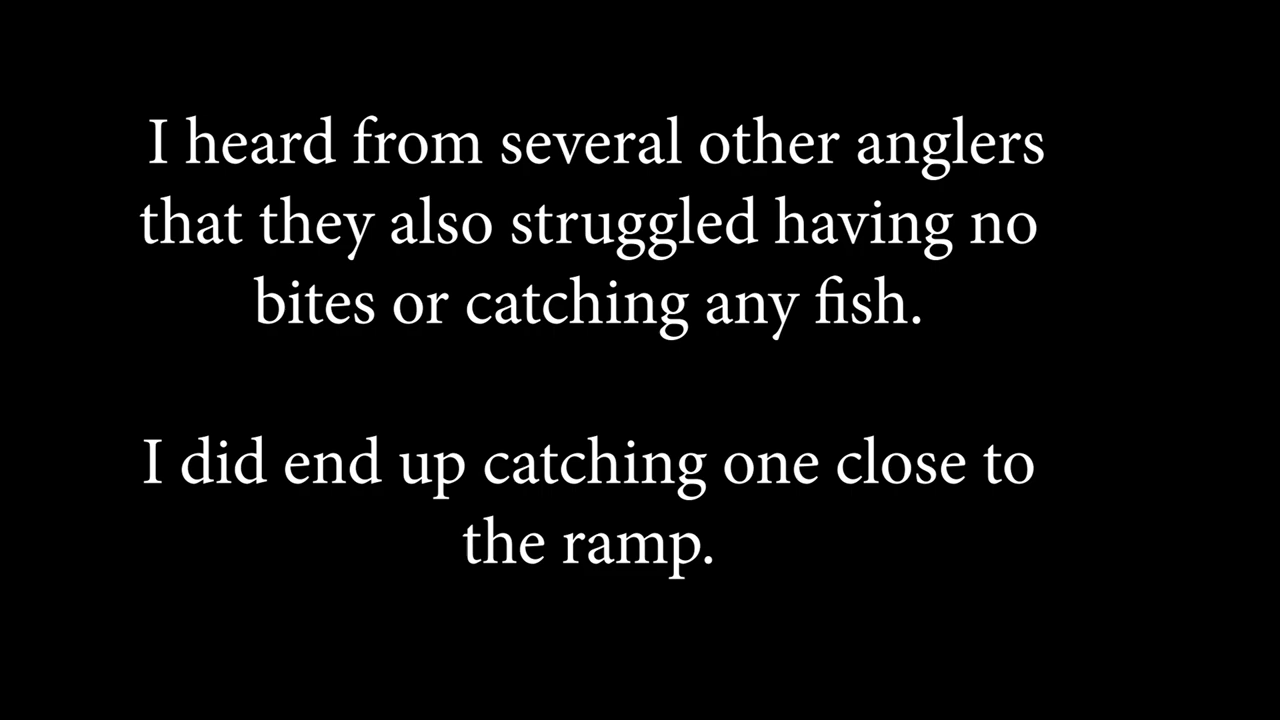 I heard from several other anglers
that they also struggled having no
bites or catching any fish.
I did end up catching one close to
the ramp.